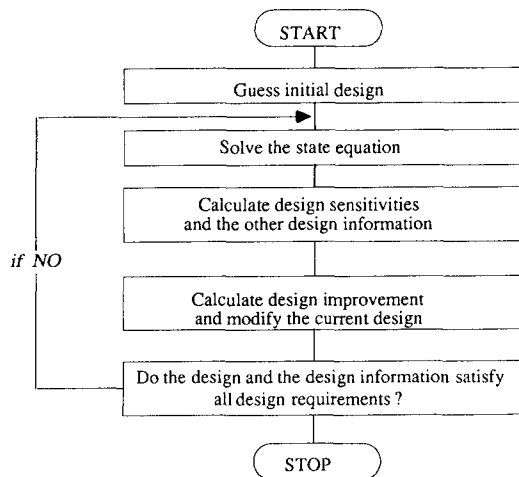 START
Guess initial design
Solve the state equation
Calculate design sensitivities
and the other design information
if NO
Calculate design improvement
and modify the current design
Do the design and the design information satisfy
all design requirements ?
STOP